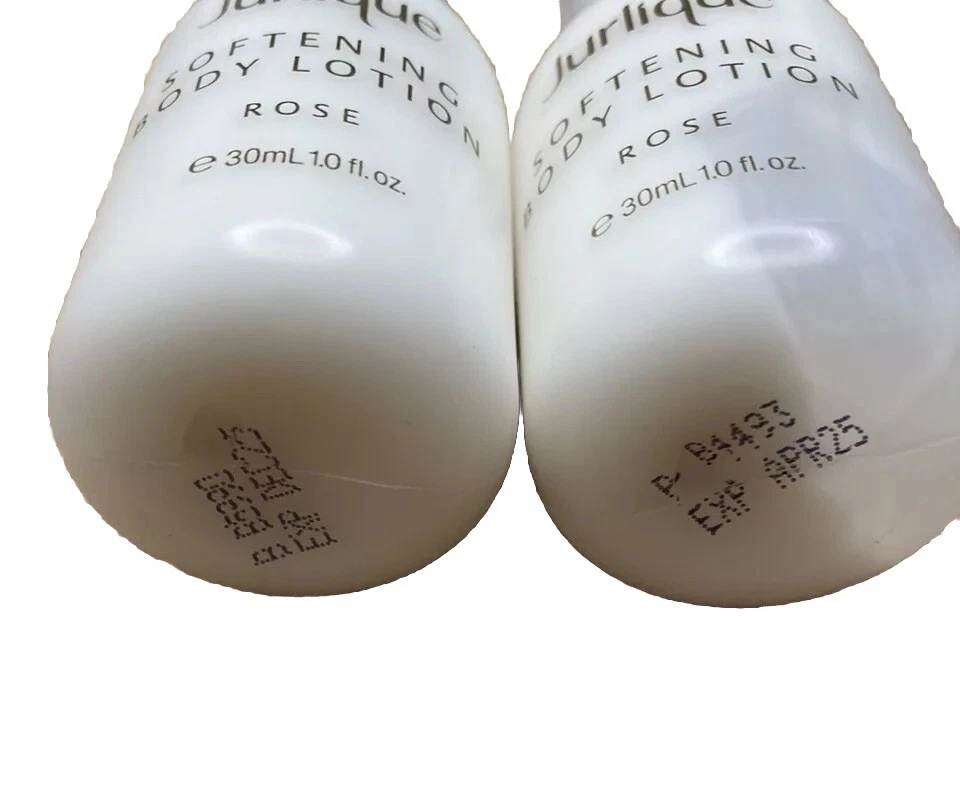 Jurlique
SOFTENING
BODY LOTION
ROSE
e 30mL 1.0 fl. oz.
EXP
Jurlique
SOFTENING
BODY LOTION
ROSE
e 30mL 1.0 fl. oz.
EXP APR25